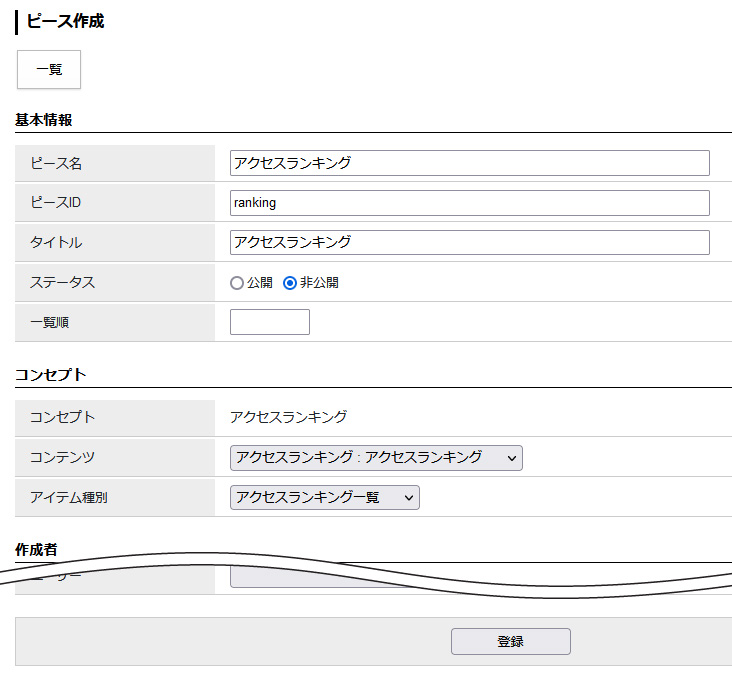 ピース作成
一覧
基本情報
ピース名 アクセスランキング
ピースID ranking
タイトル アクセスランキング
ステータス 公開 非公開
一覧順
コンセプト
コンセプト アクセスランキング
コンテンツ アクセスランキング : アクセスランキング
アイテム種別 アクセスランキング一覧
作成者
登録